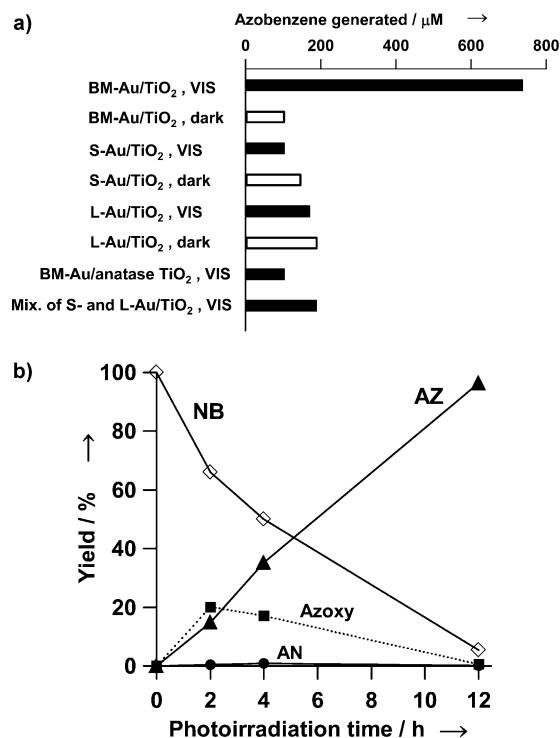 a)
Azobenzene generated / μM →
0 200 400 600 800
BM-Au/TiO₂ , VIS
BM-Au/TiO₂ , dark
S-Au/TiO₂ , VIS
S-Au/TiO₂ , dark
L-Au/TiO₂ , VIS
L-Au/TiO₂ , dark
BM-Au/anatase TiO₂ , VIS
Mix. of S- and L-Au/TiO₂ , VIS
b)
Yield / % →
100
80
60
40
20
0
NB
AZ
Azoxy
AN
0 2 4 6 8 10 12
Photoirradiation time / h →